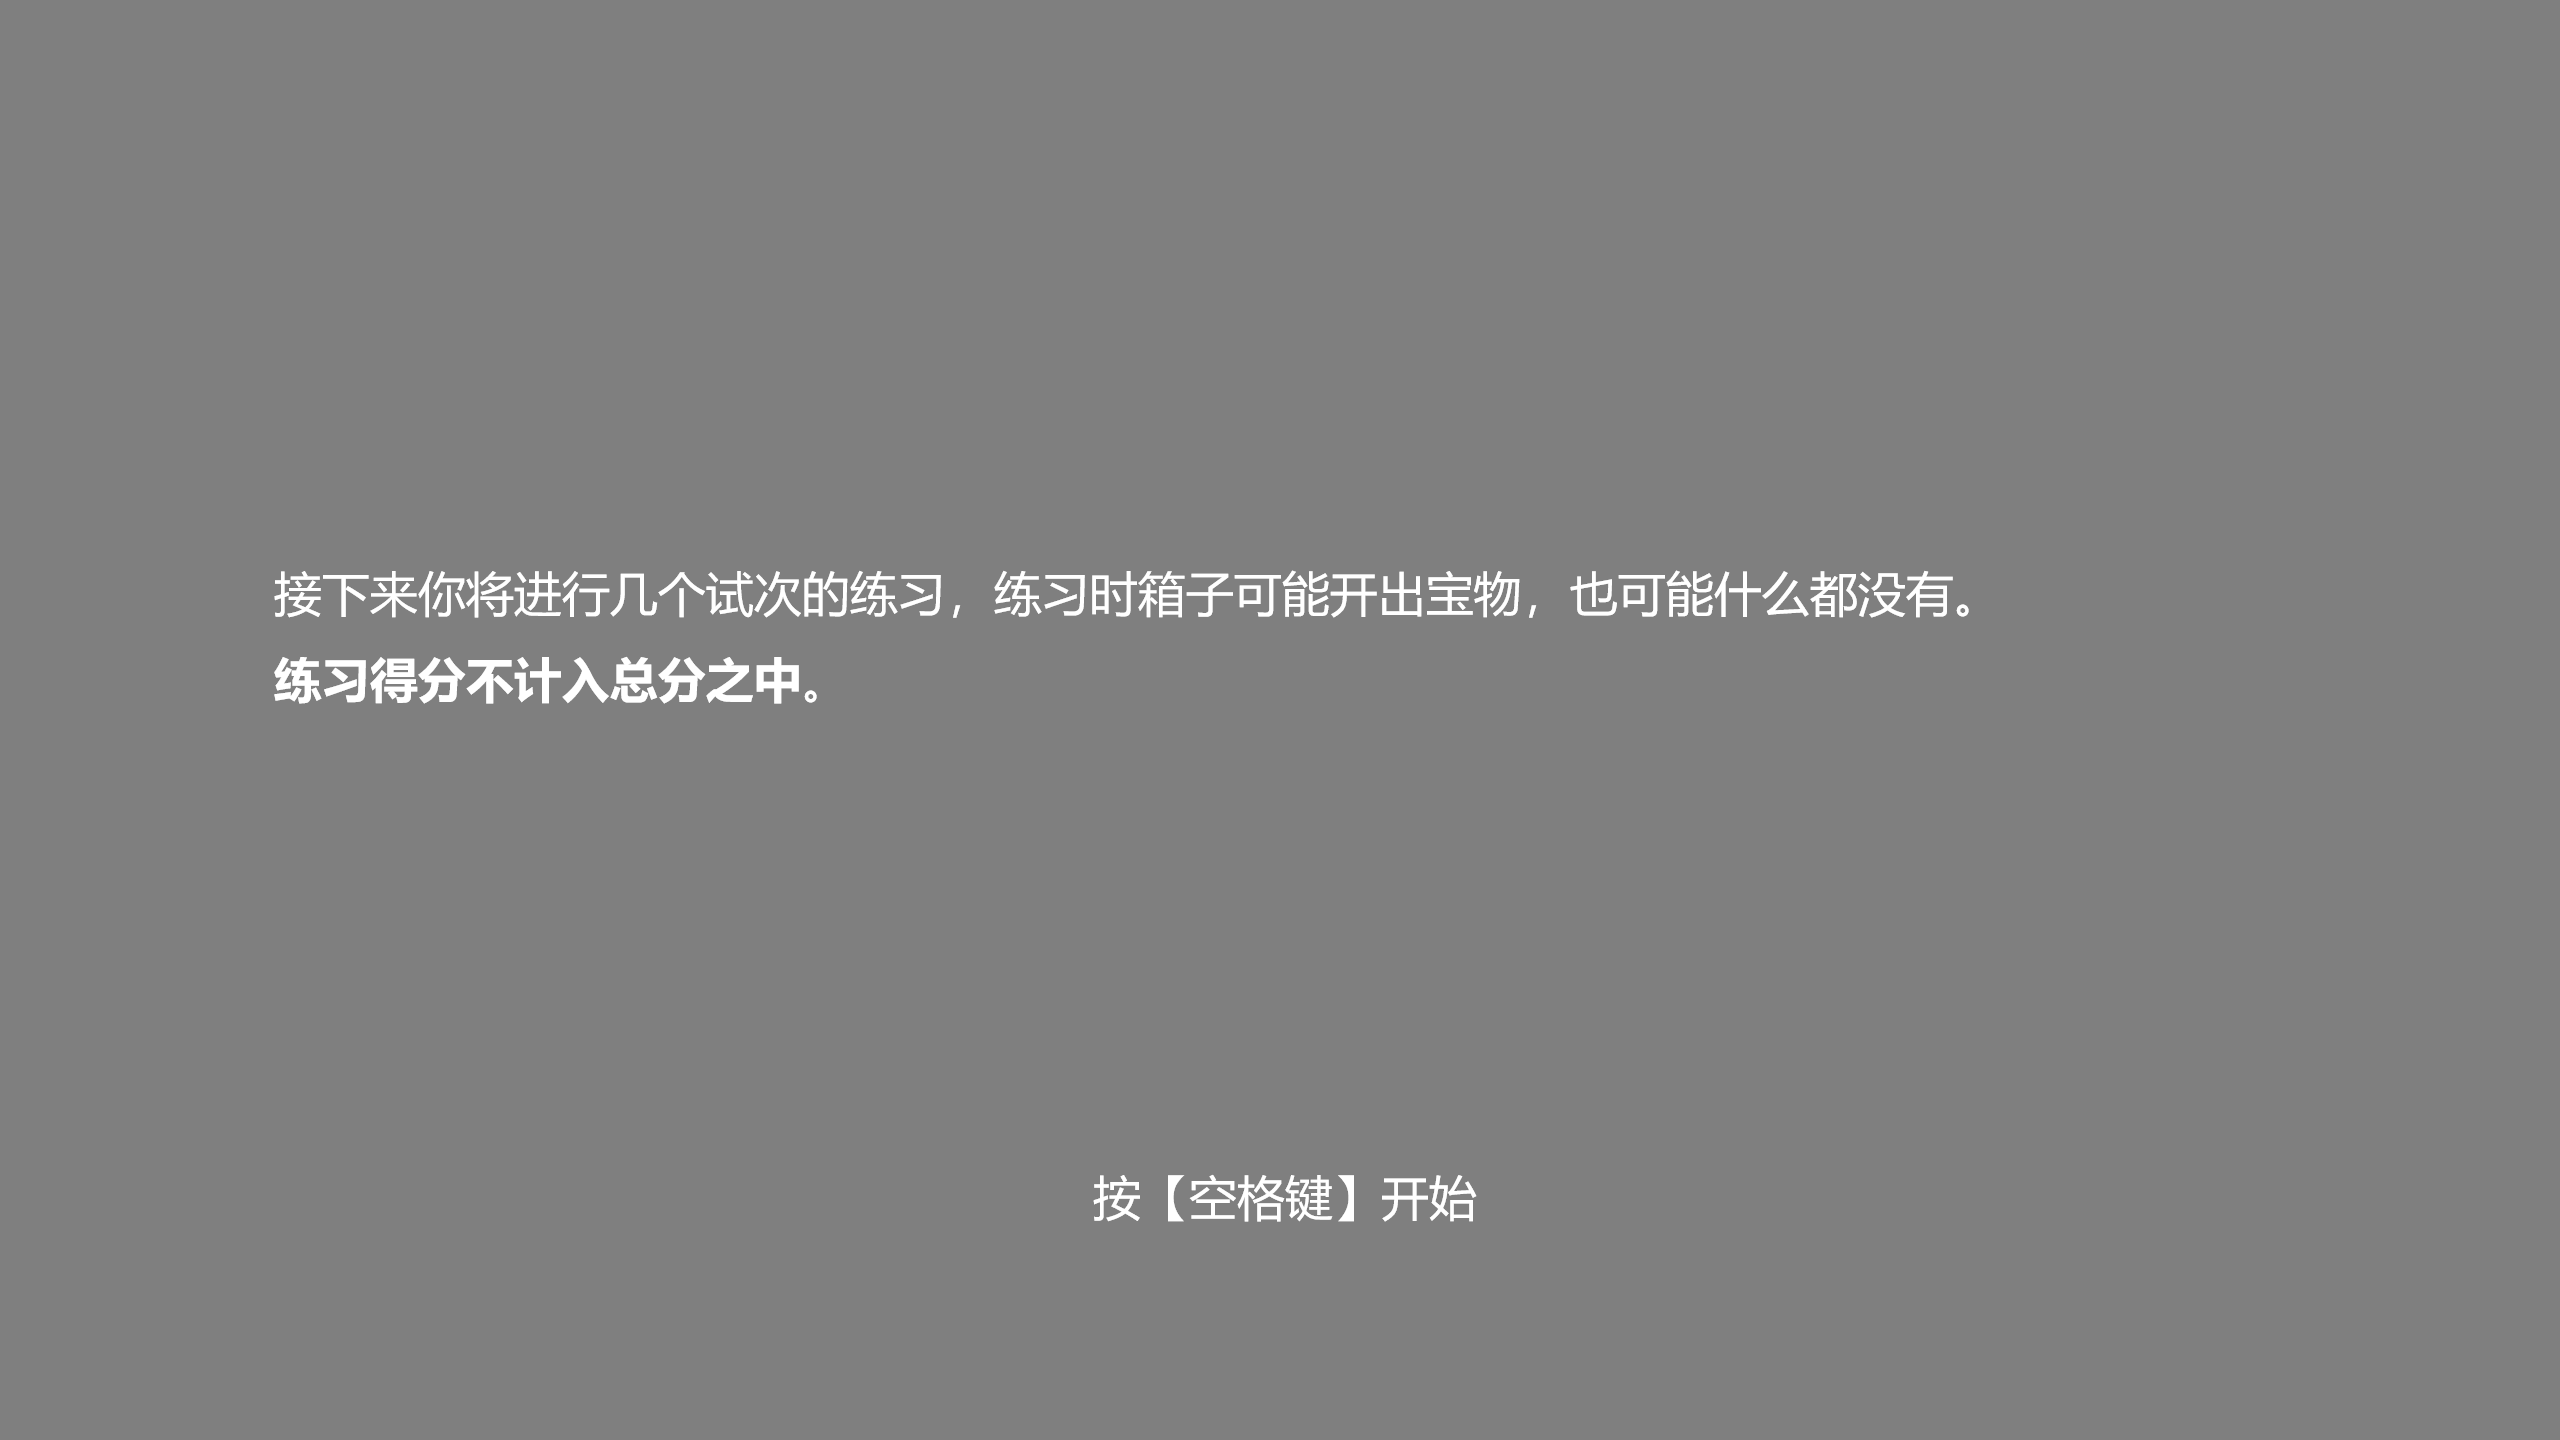 接下来你将进行几个试次的练习，练习时箱子可能开出宝物，也可能什么都没有。
练习得分不计入总分之中。
按【空格键】开始